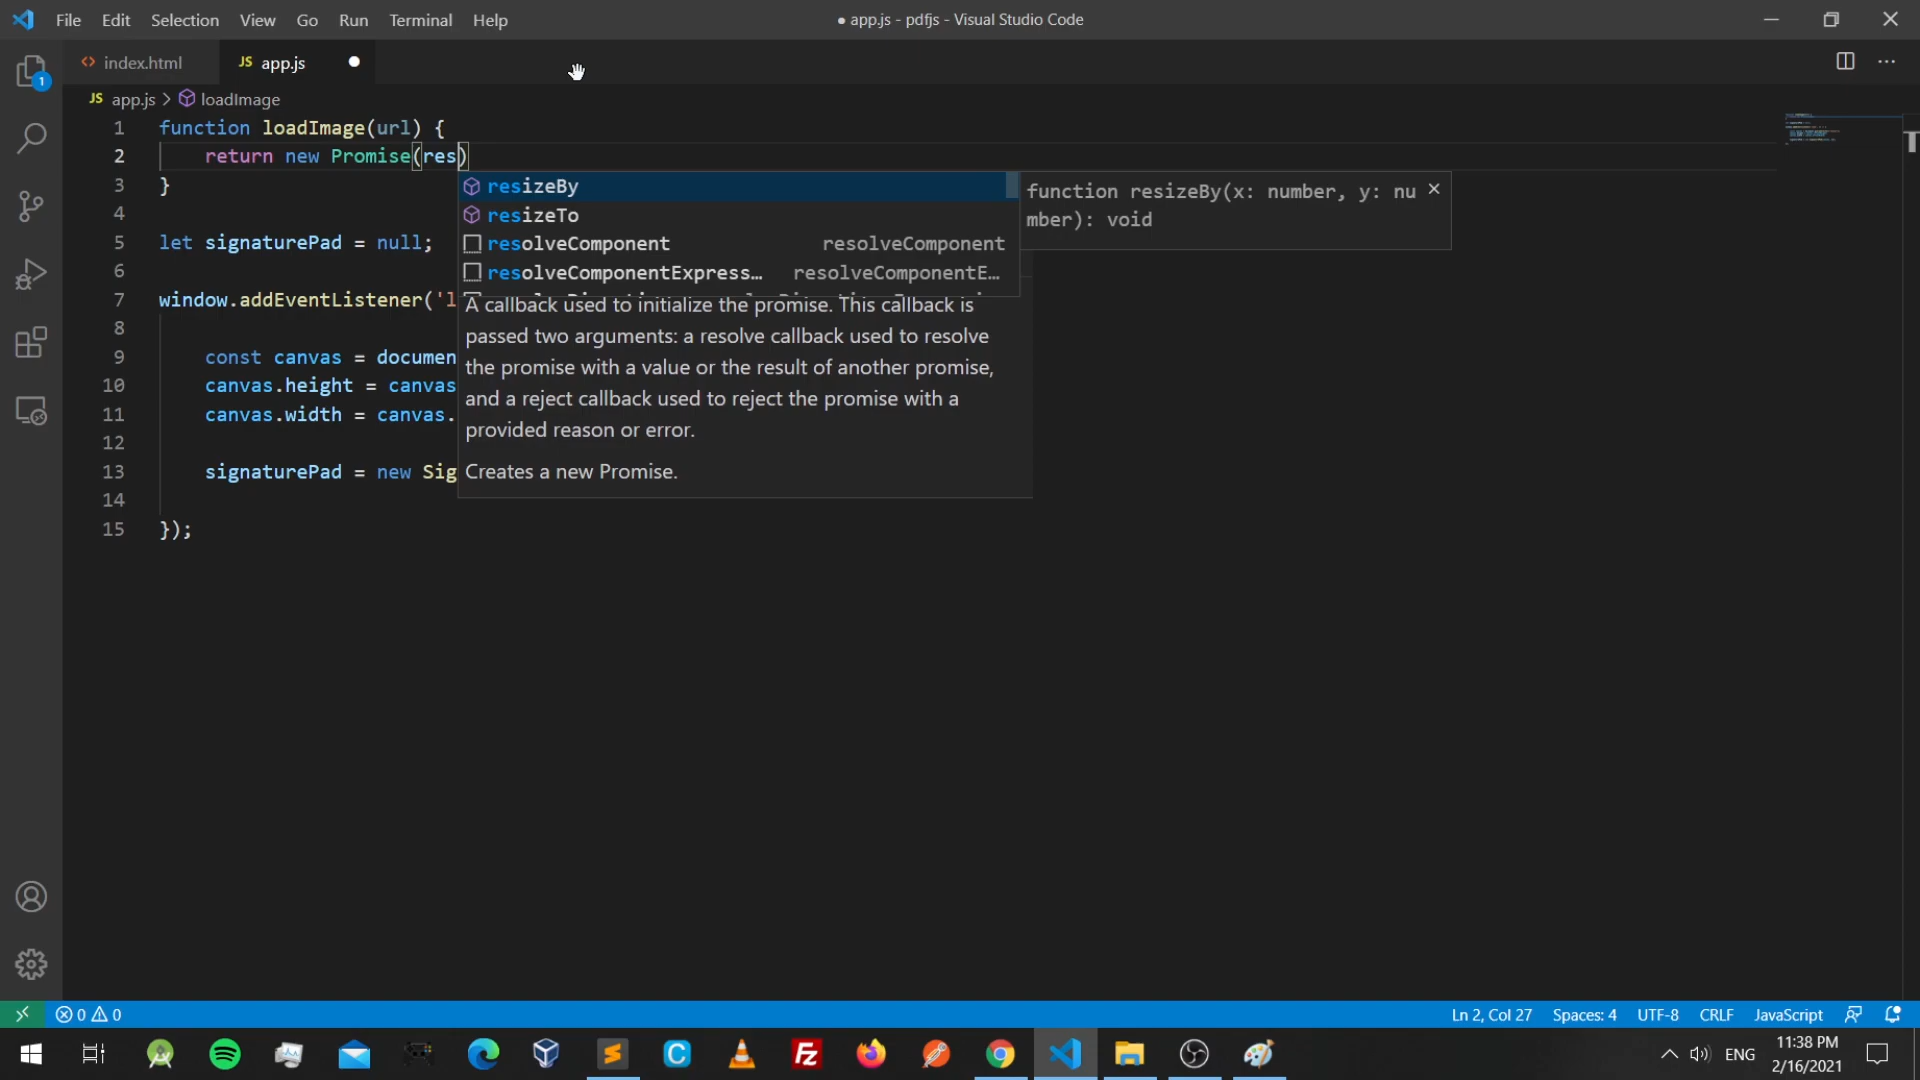 File Edit Selection View Go Run Terminal Help
● app.js - pdfjs - Visual Studio Code
index.html
JS app.js
JS app.js > loadImage
1 function loadImage(url) {
2 return new Promise(res)
3 }
4
5 let signaturePad = null;
6
7 window.addEventListener('l
8
9 const canvas = documen
10 canvas.height = canvas
11 canvas.width = canvas.
12
13 signaturePad = new Sig
14
15 });
resizeBy
resizeTo
resolveComponent resolveComponent
resolveComponentExpress… resolveComponentE…
function resizeBy(x: number, y: nu
mber): void
A callback used to initialize the promise. This callback is
passed two arguments: a resolve callback used to resolve
the promise with a value or the result of another promise,
and a reject callback used to reject the promise with a
provided reason or error.
Creates a new Promise.
1
0 0
Ln 2, Col 27 Spaces: 4 UTF-8 CRLF JavaScript
ENG
11:38 PM
2/16/2021